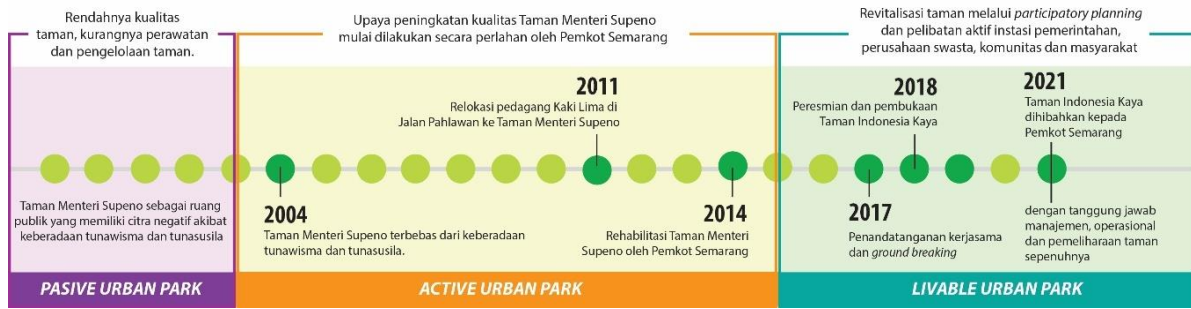 Rendahnya kualitas
taman, kurangnya perawatan
dan pengelolaan taman.
Taman Menteri Supeno sebagai ruang
publik yang memiliki citra negatif akibat
keberadaan tunawisma dan tunasusila
PASIVE URBAN PARK
Upaya peningkatan kualitas Taman Menteri Supeno
mulai dilakukan secara perlahan oleh Pemkot Semarang
2004
Taman Menteri Supeno terbebas dari keberadaan
tunawisma dan tunasusila.
2011
Relokasi pedagang Kaki Lima di
Jalan Pahlawan ke Taman Menteri Supeno
2014
Rehabilitasi Taman Menteri
Supeno oleh Pemkot Semarang
ACTIVE URBAN PARK
Revitalisasi taman melalui participatory planning
dan pelibatan aktif instasi pemerintahan,
perusahaan swasta, komunitas dan masyarakat
2017
Penandatanganan kerjasama
dan ground breaking
2018
Peresmian dan pembukaan
Taman Indonesia Kaya
2021
Taman Indonesia Kaya
dihibahkan kepada
Pemkot Semarang
dengan tanggung jawab
manajemen, operasional
dan pemeliharaan taman
sepenuhnya
LIVABLE URBAN PARK